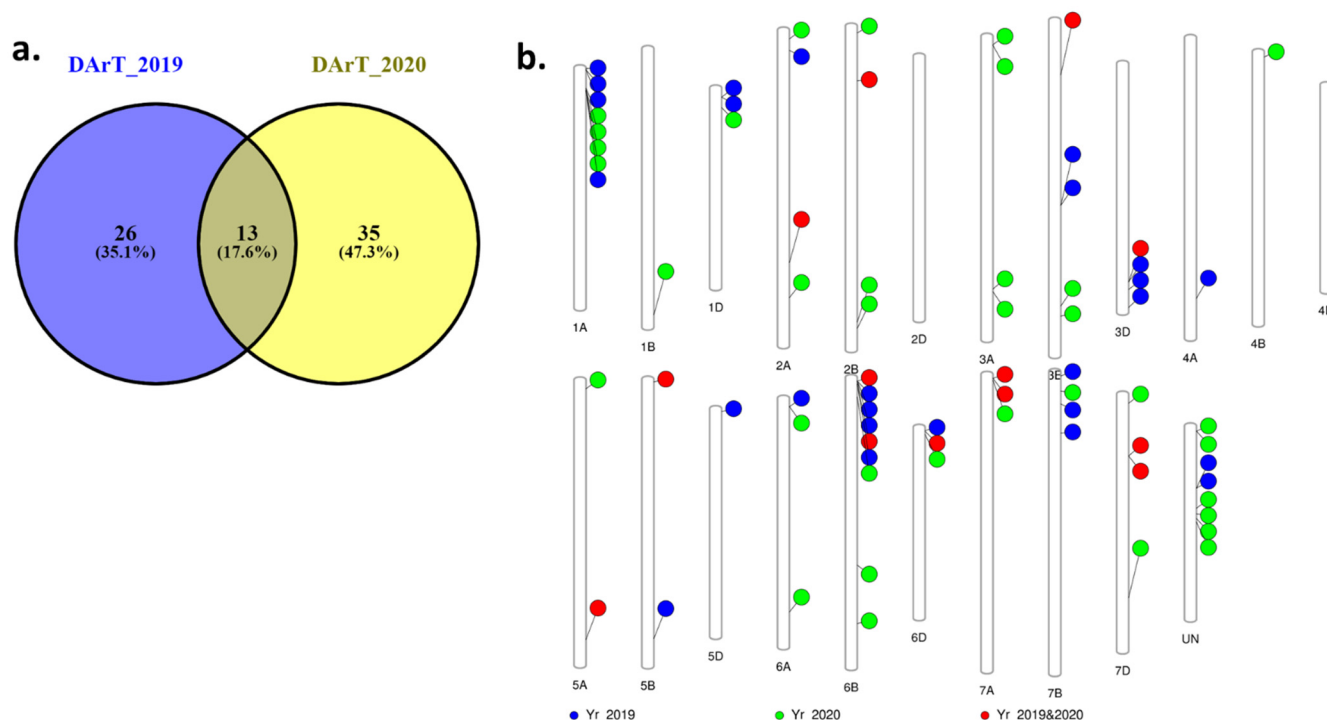 a.
DArT_2019 DArT_2020
26
(35.1%)
13
(17.6%)
35
(47.3%)
b.
1A
1B
1D
2A
2B
2D
3A
3D
4A
4B
5A
5B
5D
6A
6B
6D
7A
7B
7D
UN
Yr 2019 Yr 2020 Yr 2019&2020